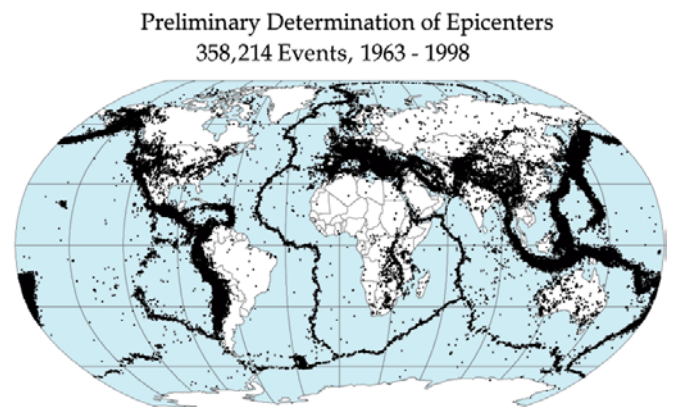 Preliminary Determination of Epicenters
358,214 Events, 1963 - 1998